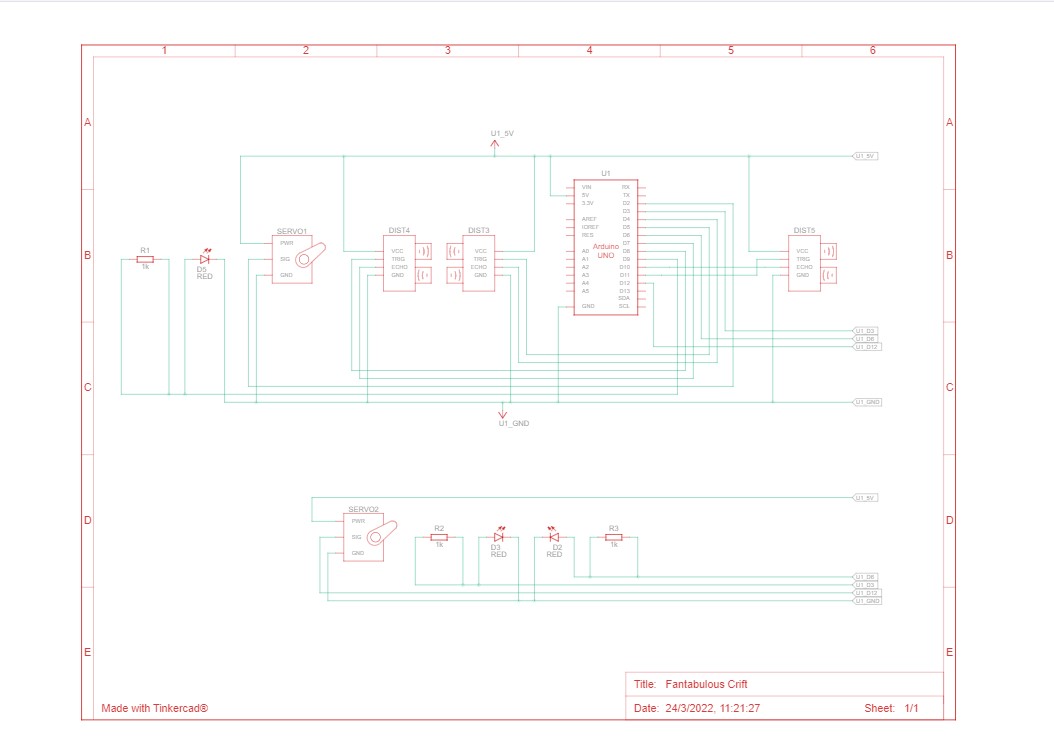 1 2 3 4 5 6
A A
U1_5V
U1_5V
U1
VIN RX
5V TX
3.3V D2
D3
AREF D4
IOREF D5
RES D6
D7
A0 D8
A1 D9
A2 D10
A3 D11
A4 D12
A5 D13
SDA
GND SCL
Arduino
UNO
B B
R1
1k
D5
RED
SERVO1
PWR
SIG
GND
DIST4
VCC
TRIG
ECHO
GND
DIST3
VCC
TRIG
ECHO
GND
DIST5
VCC
TRIG
ECHO
GND
U1_D3
U1_D6
U1_D12
C C
U1_GND
U1_GND
U1_5V
D D
SERVO2
PWR
SIG
GND
R2
1k
D3
RED
D2
RED
R3
1k
U1_D6
U1_D3
U1_D12
U1_GND
E E
Title: Fantabulous Crift
Made with Tinkercad®
Date: 24/3/2022, 11:21:27 Sheet: 1/1